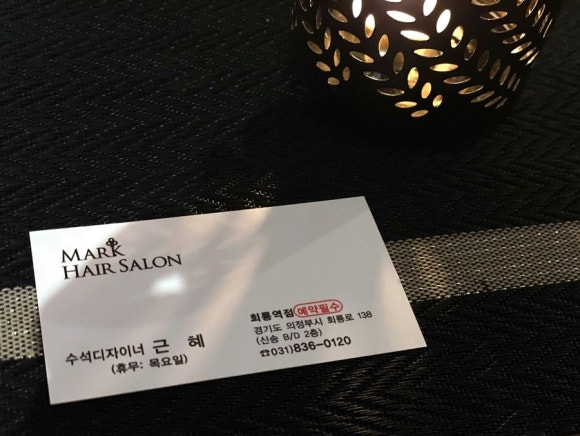 MARK
HAIR SALON
수석디자이너 근 혜
(휴무: 목요일)
회룡역점 예약필수
경기도 의정부시 회룡로 138
(신송 B/D 2층)
☎031)836-0120